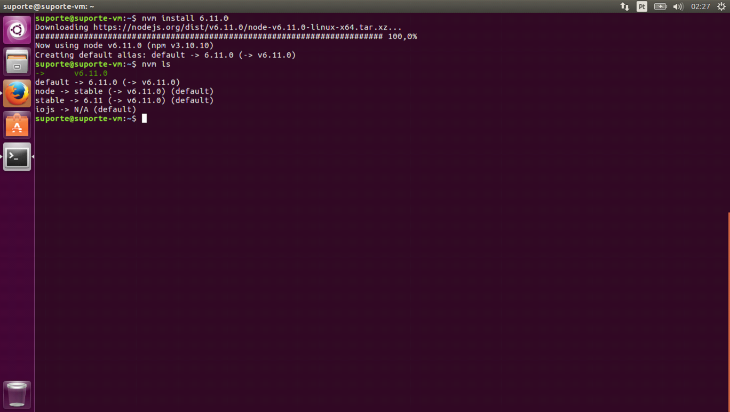 suporte@suporte-vm: ~
Pt
02:27
suporte@suporte-vm:~$ nvm install 6.11.0
Downloading https://nodejs.org/dist/v6.11.0/node-v6.11.0-linux-x64.tar.xz...
######################################################################## 100,0%
Now using node v6.11.0 (npm v3.10.10)
Creating default alias: default -> 6.11.0 (-> v6.11.0)
suporte@suporte-vm:~$ nvm ls
-> v6.11.0
default -> 6.11.0 (-> v6.11.0)
node -> stable (-> v6.11.0) (default)
stable -> 6.11 (-> v6.11.0) (default)
iojs -> N/A (default)
suporte@suporte-vm:~$